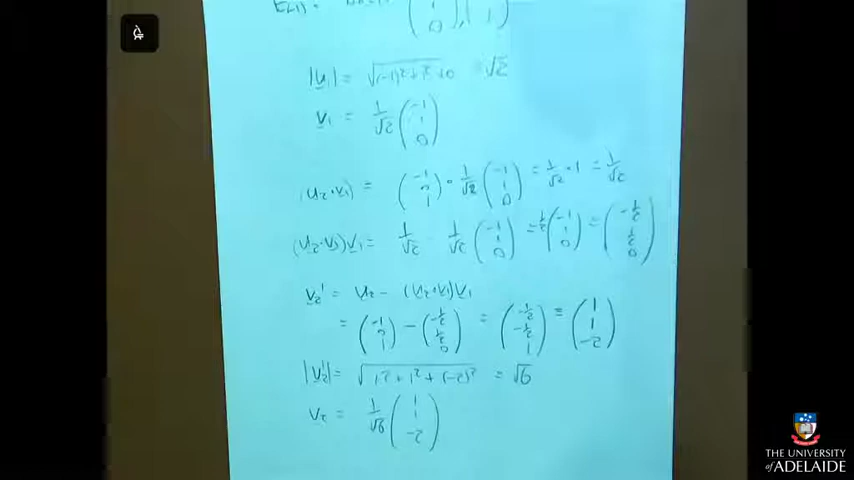 |u₁| = √((-1)²+1²+0) = √2
v₁ = 1/√2 (-1 1 0)
(u₂·v₁) = (-1 0 1) · 1/√2 (-1 1 0) = 1/√2 · 1 = 1/√2
(u₂·v₁)v₁ = 1/√2 · 1/√2 (-1 1 0) = 1/2 (-1 1 0) = (-1/2 1/2 0)
v₂' = u₂ - (u₂·v₁)v₁
= (-1 0 1) - (-1/2 1/2 0) = (-1/2 -1/2 1) ≡ (1 1 -2)
|v₂'| = √(1²+1²+(-2)²) = √6
v₂ = 1/√6 (1 1 -2)
THE UNIVERSITY
of ADELAIDE